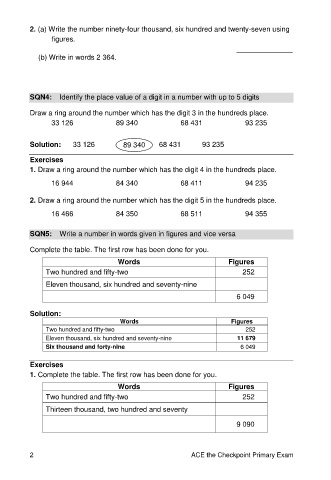 2. (a) Write the number ninety-four thousand, six hundred and twenty-seven using
figures.
(b) Write in words 2 364.
SQN4: Identify the place value of a digit in a number with up to 5 digits
Draw a ring around the number which has the digit 3 in the hundreds place.
33 126 89 340 68 431 93 235
Solution: 33 126 89 340 68 431 93 235
Exercises
1. Draw a ring around the number which has the digit 4 in the hundreds place.
16 944 84 340 68 411 94 235
2. Draw a ring around the number which has the digit 5 in the hundreds place.
16 466 84 350 68 511 94 355
SQN5: Write a number in words given in figures and vice versa
Complete the table. The first row has been done for you.
Words Figures
Two hundred and fifty-two 252
Eleven thousand, six hundred and seventy-nine
6 049
Solution:
Words Figures
Two hundred and fifty-two 252
Eleven thousand, six hundred and seventy-nine 11 679
Six thousand and forty-nine 6 049
Exercises
1. Complete the table. The first row has been done for you.
Words Figures
Two hundred and fifty-two 252
Thirteen thousand, two hundred and seventy
9 090
2 ACE the Checkpoint Primary Exam